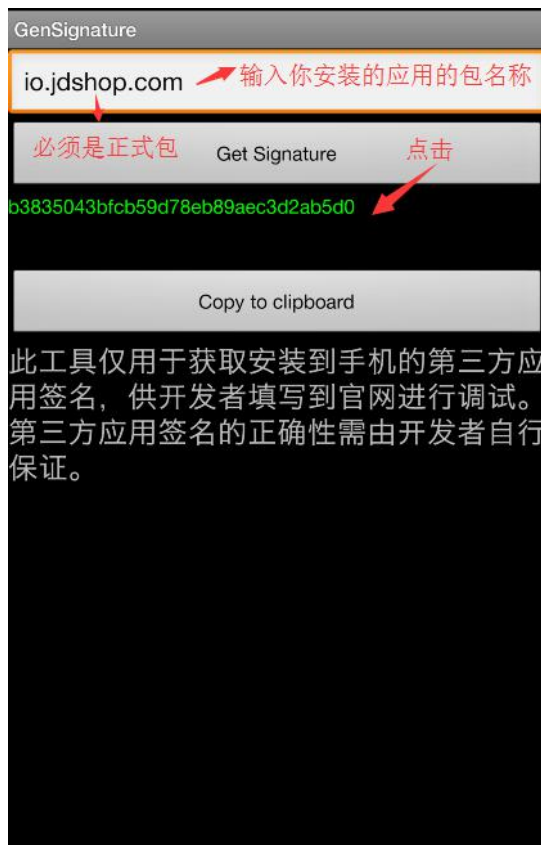 GenSignature
io.jdshop.com
输入你安装的应用的包名称
必须是正式包
Get Signature
点击
b3835043bfcb59d78eb89aec3d2ab5d0
Copy to clipboard
此工具仅用于获取安装到手机的第三方应
用签名，供开发者填写到官网进行调试。
第三方应用签名的正确性需由开发者自行
保证。